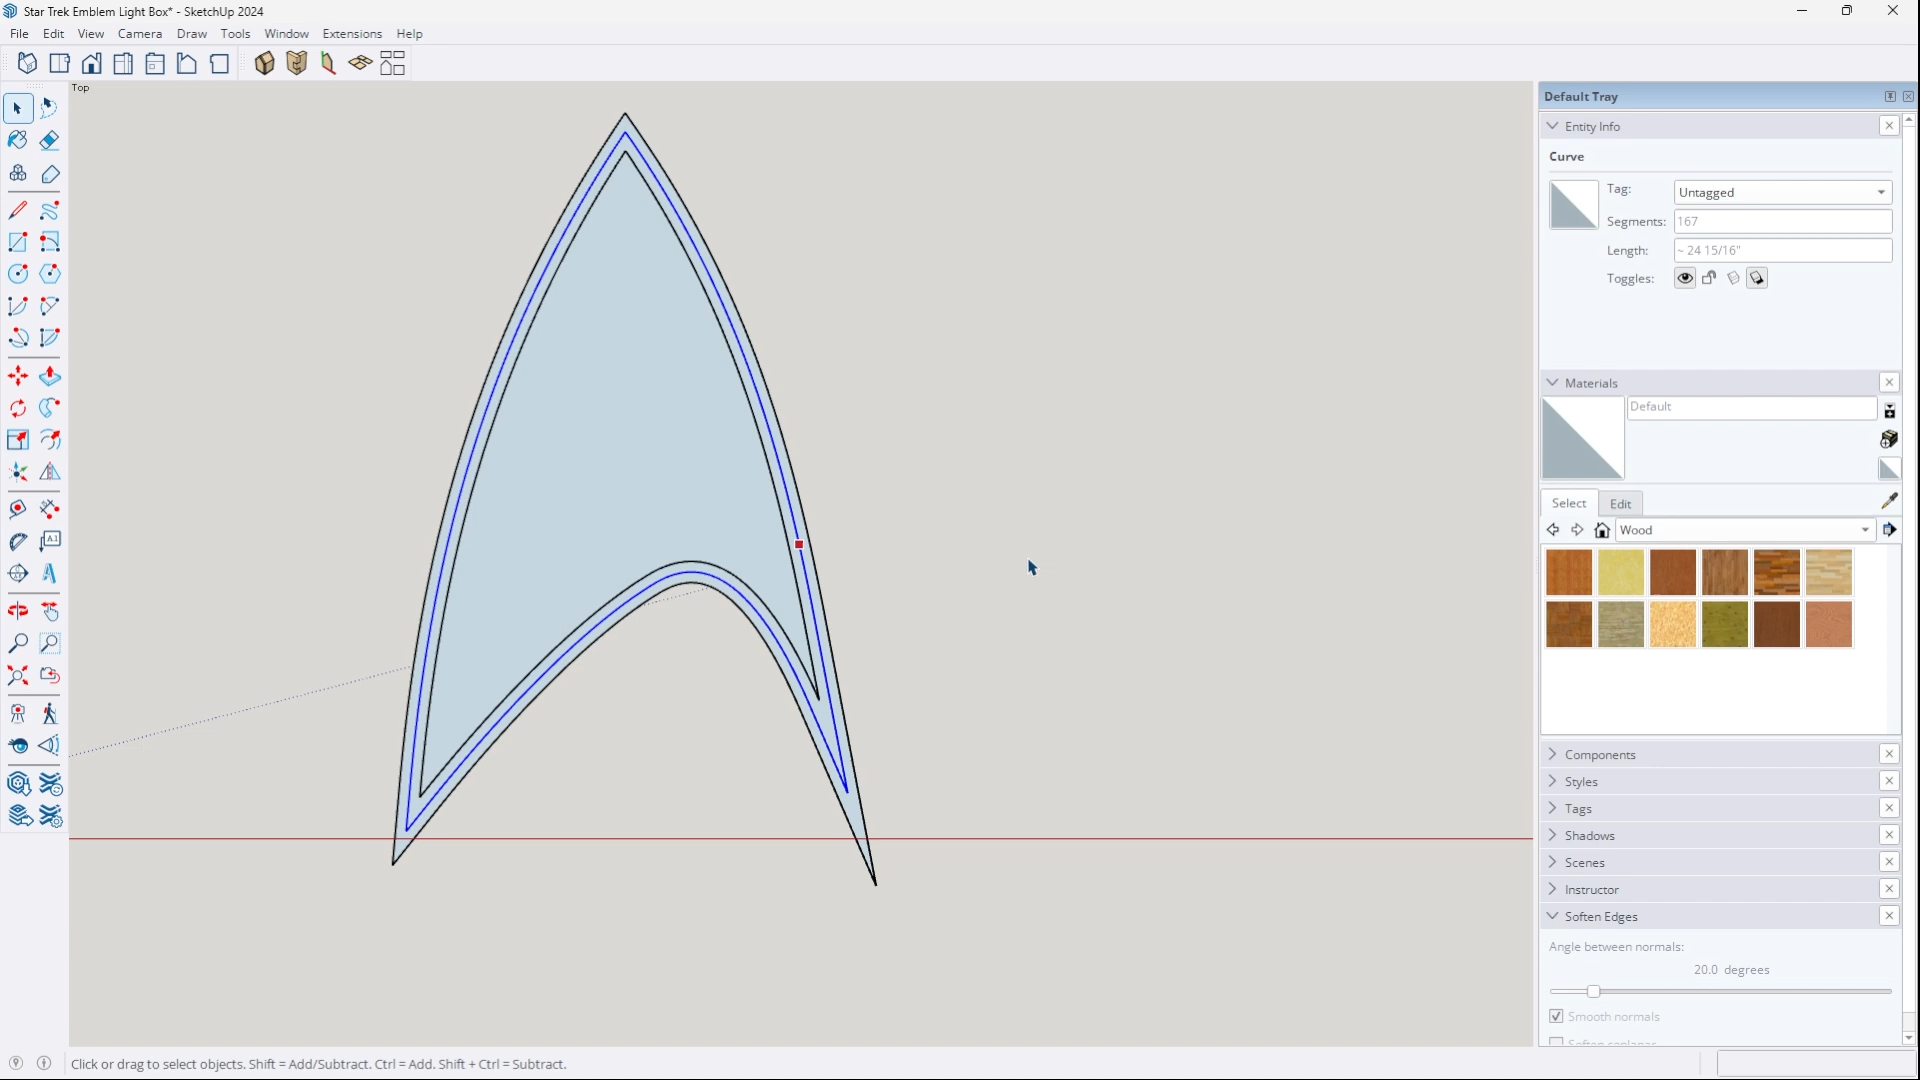 Star Trek Emblem Light Box* - SketchUp 2024
File Edit View Camera Draw Tools Window Extensions Help
Top
Default Tray
Entity Info
Curve
Tag: Untagged
Segments: 167
Length: ~ 24 15/16"
Toggles:
Materials
Default
Select Edit
Wood
Components
Styles
Tags
Shadows
Scenes
Instructor
Soften Edges
Angle between normals:
20.0 degrees
Smooth normals
Soften coplanar
Click or drag to select objects. Shift = Add/Subtract. Ctrl = Add. Shift + Ctrl = Subtract.